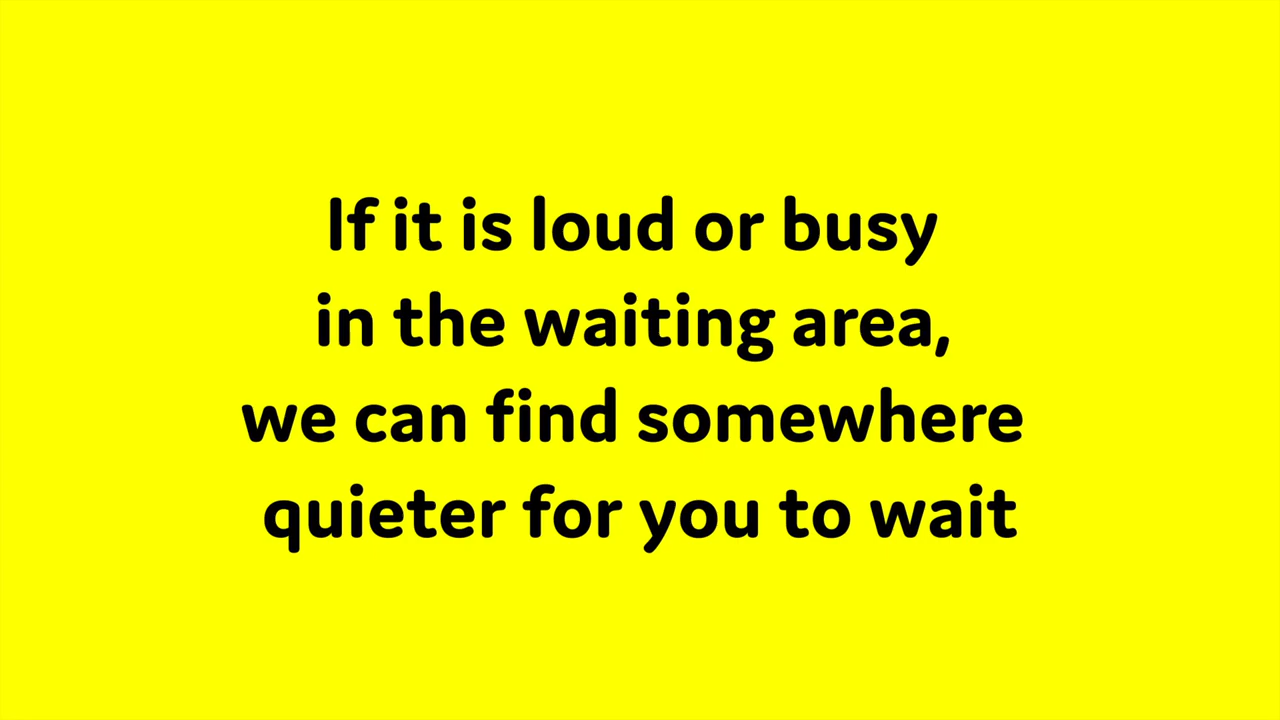 If it is loud or busy
in the waiting area,
we can find somewhere
quieter for you to wait